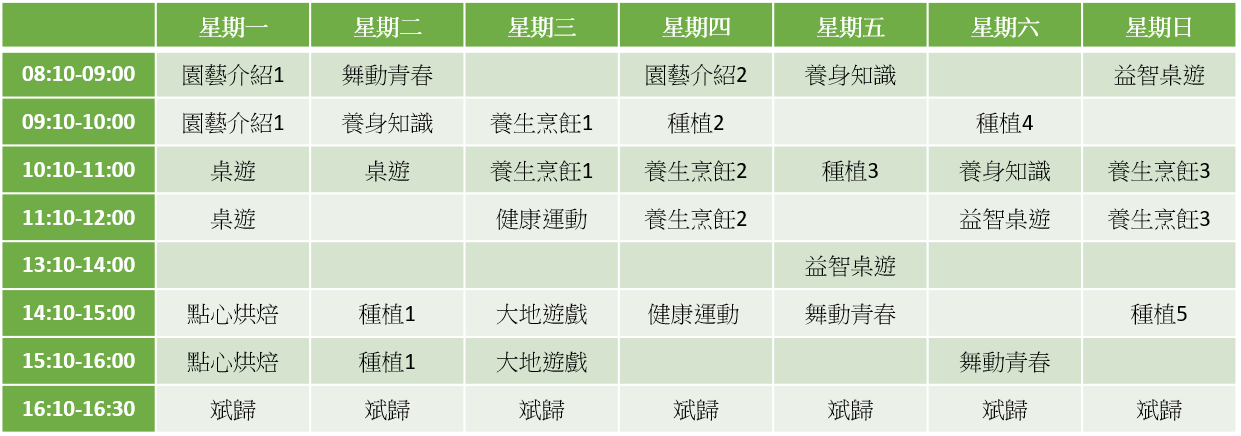 星期一 星期二 星期三 星期四 星期五 星期六 星期日
08:10-09:00 園藝介紹1 舞動青春 園藝介紹2 養身知識 益智桌遊
09:10-10:00 園藝介紹1 養身知識 養生烹飪1 種植2 種植4
10:10-11:00 桌遊 桌遊 養生烹飪1 養生烹飪2 種植3 養身知識 養生烹飪3
11:10-12:00 桌遊 健康運動 養生烹飪2 益智桌遊 養生烹飪3
13:10-14:00 益智桌遊
14:10-15:00 點心烘焙 種植1 大地遊戲 健康運動 舞動青春 種植5
15:10-16:00 點心烘焙 種植1 大地遊戲 舞動青春
16:10-16:30 斌歸 斌歸 斌歸 斌歸 斌歸 斌歸 斌歸